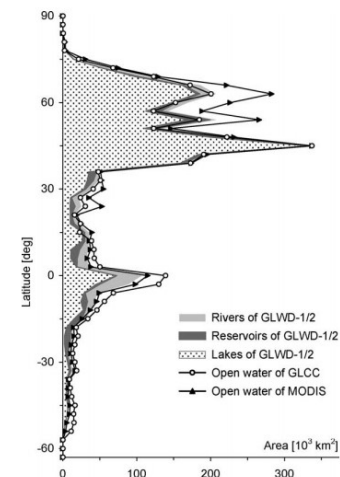 90
60
30
0
-30
-60
Latitude [deg]
Rivers of GLWD-1/2
Reservoirs of GLWD-1/2
Lakes of GLWD-1/2
Open water of GLCC
Open water of MODIS
Area [10³ km²]
0 100 200 300